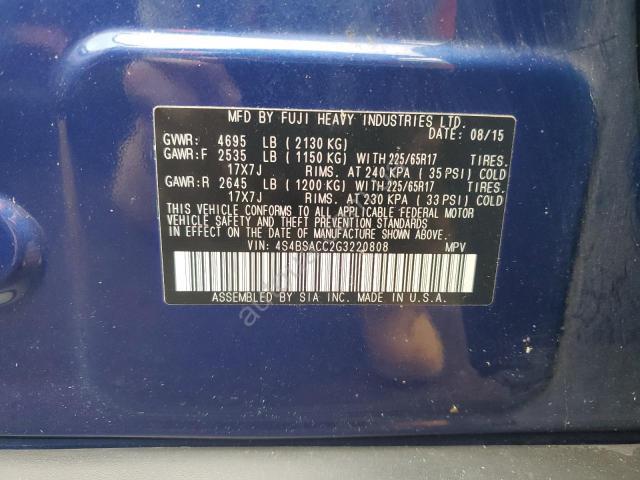 MFD BY FUJI HEAVY INDUSTRIES LTD.
DATE: 08/15
GVWR: 4695 LB ( 2130 KG)
GAWR:F 2535 LB ( 1150 KG) WITH 225/65R17 TIRES.
17X7J RIMS. AT 240 KPA ( 35 PSI) COLD
GAWR:R 2645 LB ( 1200 KG) WITH 225/65R17 TIRES.
17X7J RIMS. AT 230 KPA ( 33 PSI) COLD
THIS VEHICLE CONFORMS TO ALL APPLICABLE FEDERAL MOTOR
VEHICLE SAFETY AND THEFT PREVENTION STANDARDS
IN EFFECT ON THE DATE OF MANUFACTURE SHOWN ABOVE.
VIN: 4S4BSACC2G3220808 MPV
ASSEMBLED BY SIA INC. MADE IN U.S.A.